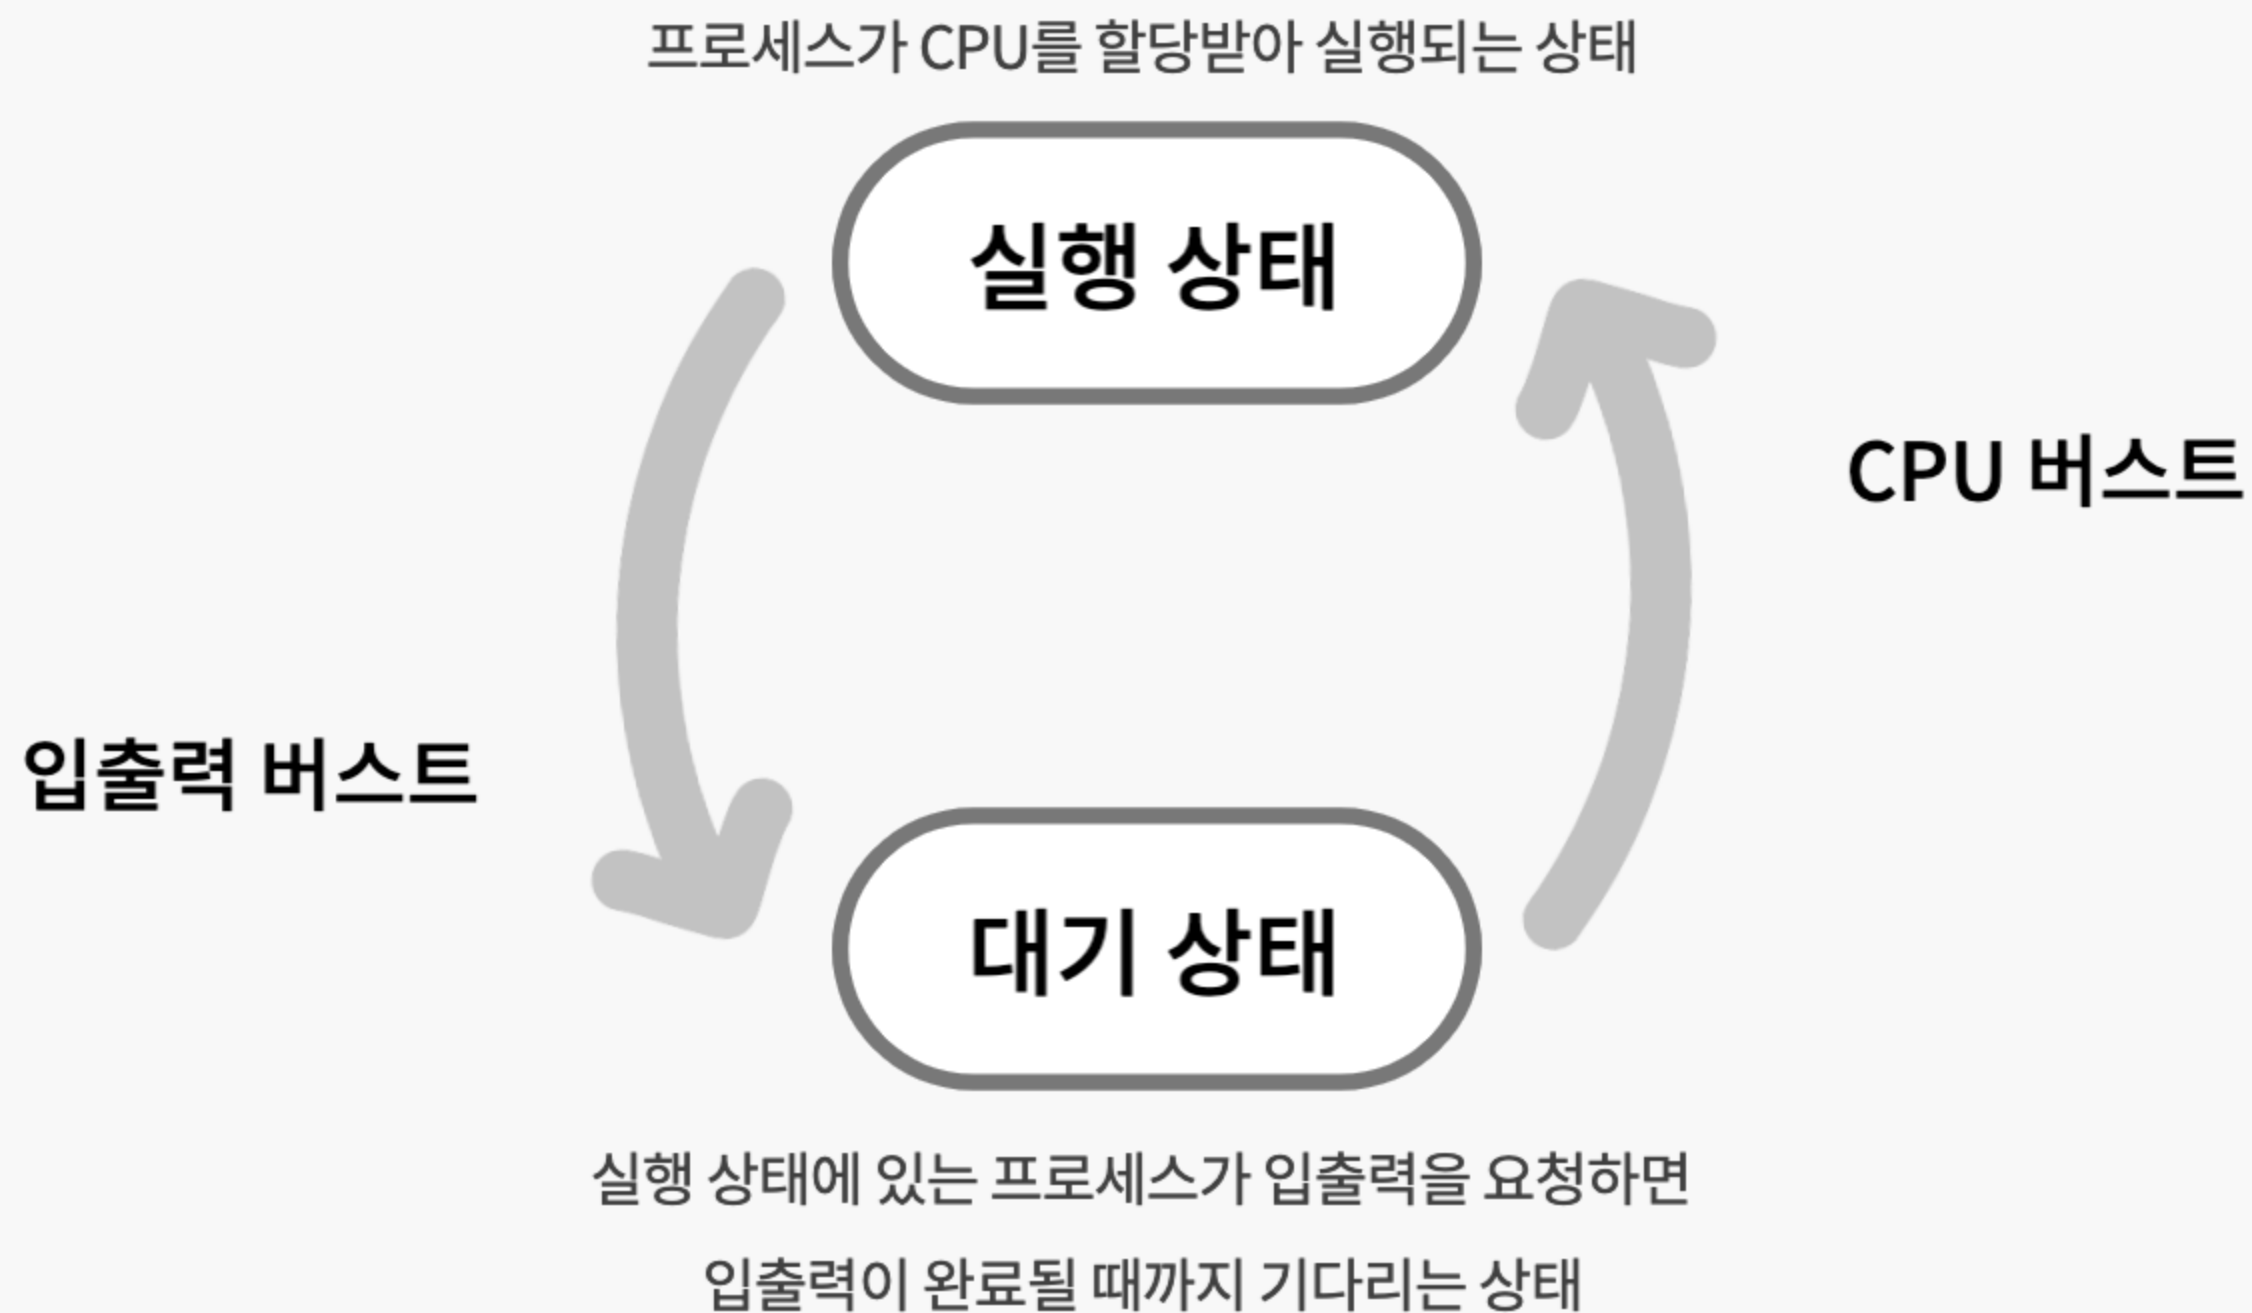 프로세스가 CPU를 할당받아 실행되는 상태
실행 상태
CPU 버스트
입출력 버스트
대기 상태
실행 상태에 있는 프로세스가 입출력을 요청하면
입출력이 완료될 때까지 기다리는 상태